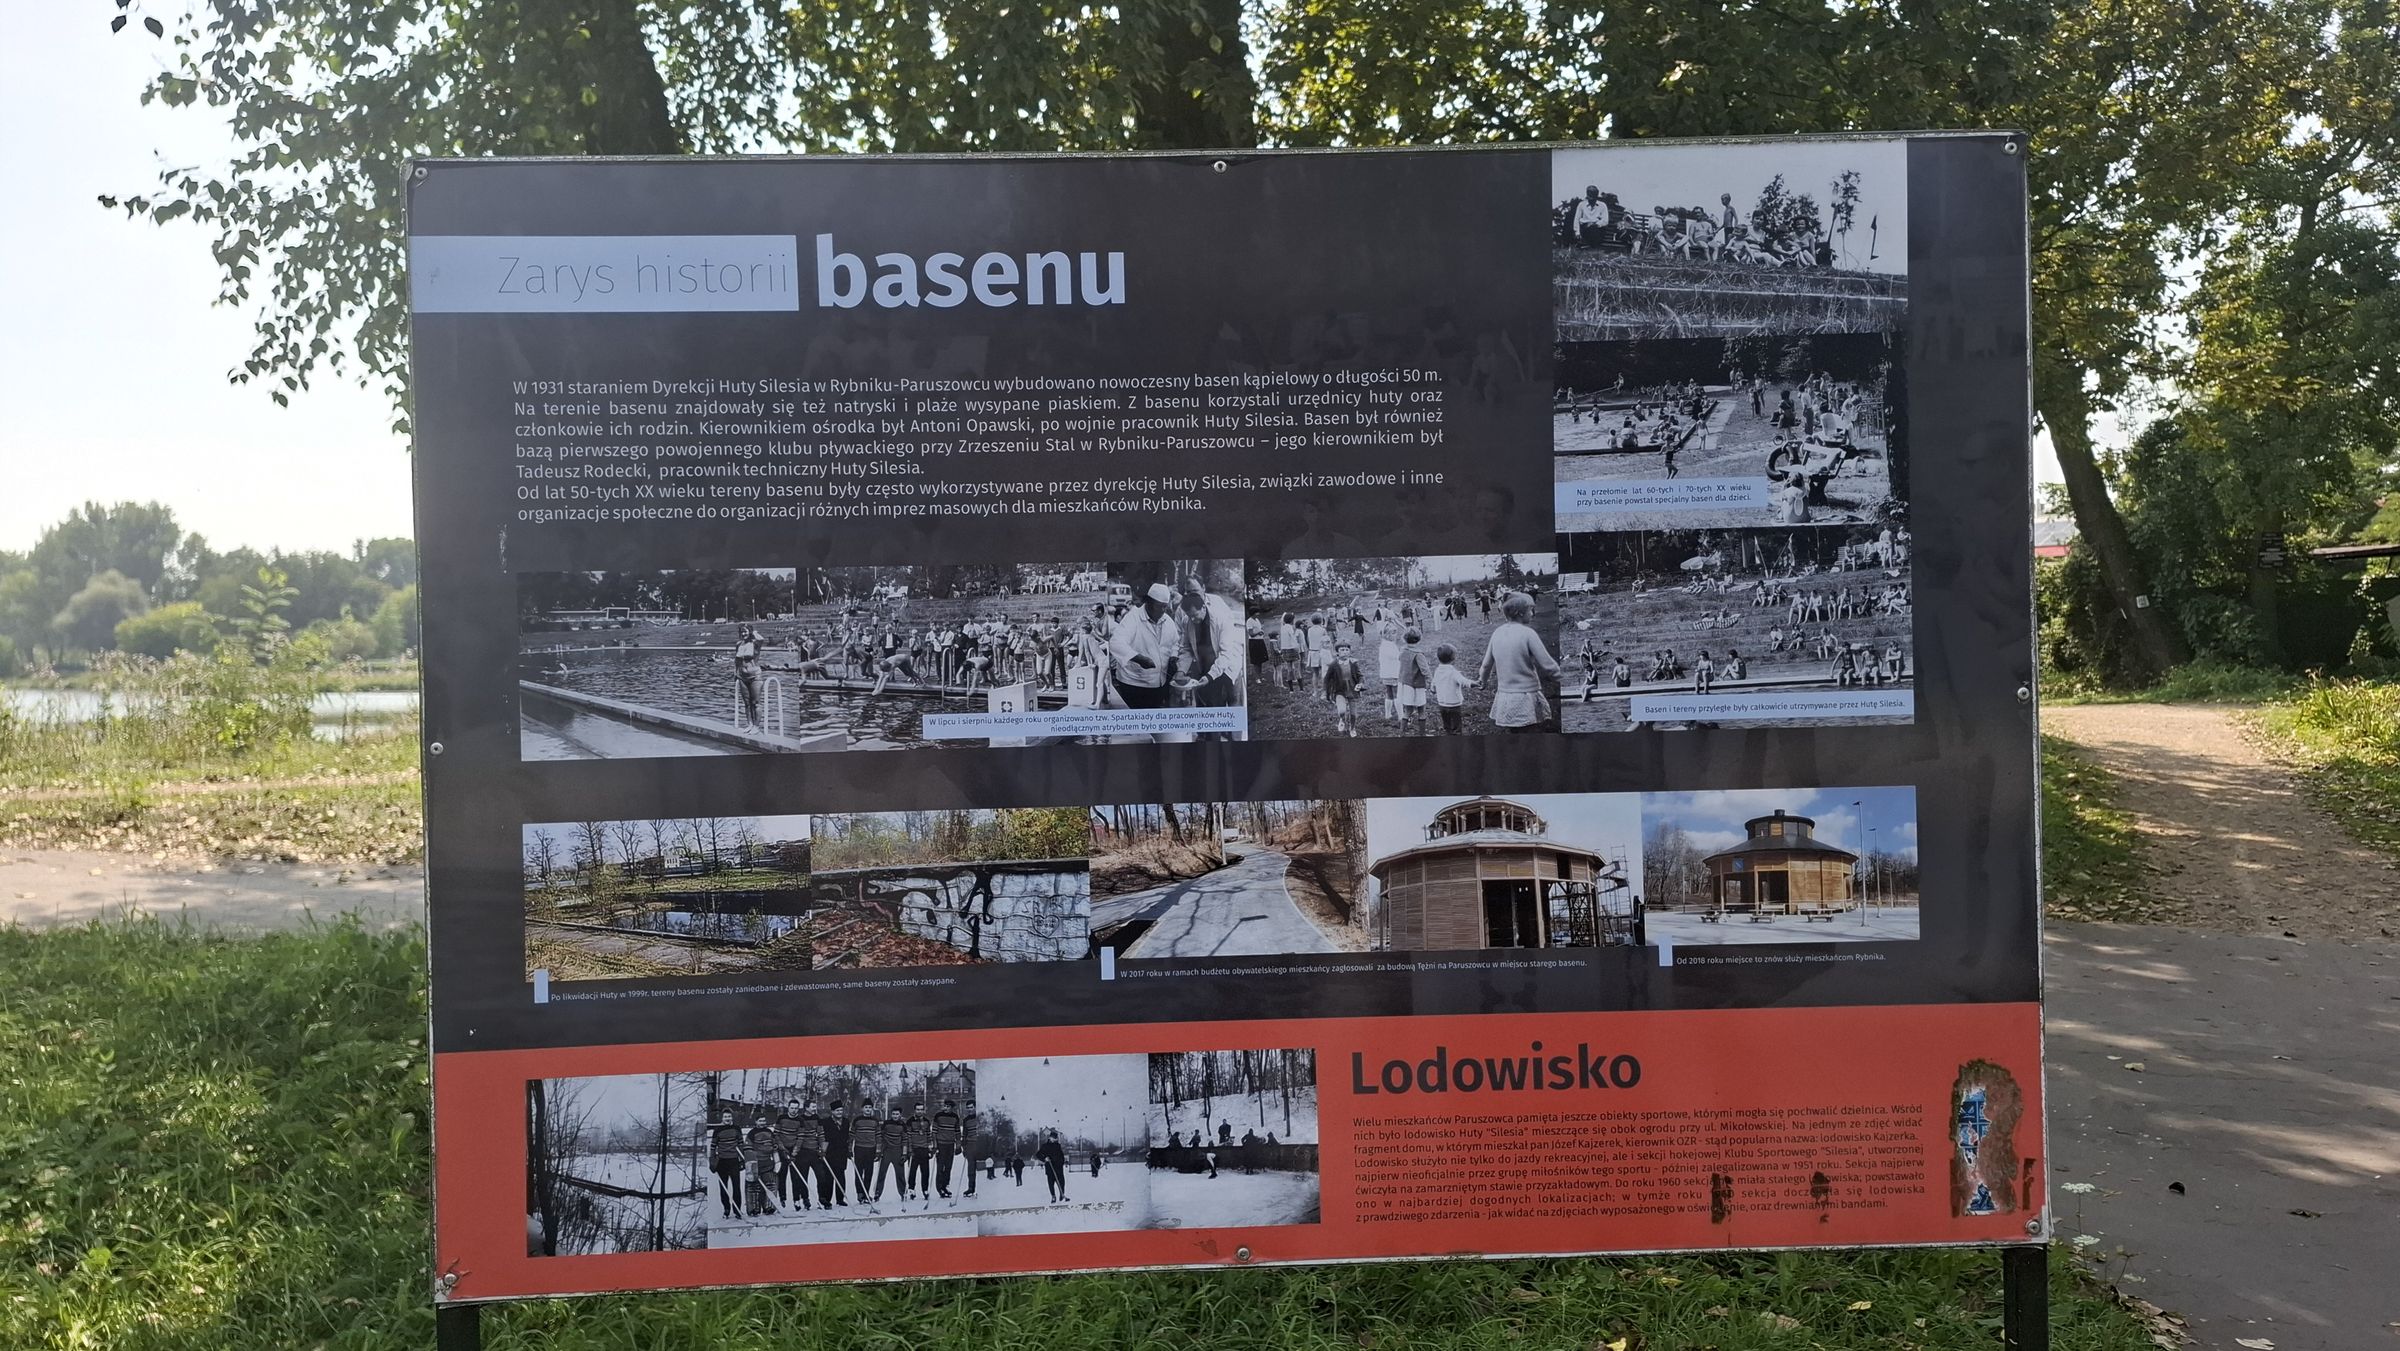 Zarys historii basenu
W 1931 staraniem Dyrekcji Huty Silesia w Rybniku-Paruszowcu wybudowano nowoczesny basen kąpielowy o długości 50 m.
Na terenie basenu znajdowały się też natryski i plaże wysypane piaskiem. Z basenu korzystali urzędnicy huty oraz
członkowie ich rodzin. Kierownikiem ośrodka był Antoni Opawski, po wojnie pracownik Huty Silesia. Basen był również
bazą pierwszego powojennego klubu pływackiego przy Zrzeszeniu Stal w Rybniku-Paruszowcu – jego kierownikiem był
Tadeusz Rodecki, pracownik techniczny Huty Silesia.
Od lat 50-tych XX wieku tereny basenu były często wykorzystywane przez dyrekcję Huty Silesia, związki zawodowe i inne
organizacje społeczne do organizacji różnych imprez masowych dla mieszkańców Rybnika.
Na przełomie lat 60-tych i 70-tych XX wieku
przy basenie powstał specjalny basen dla dzieci.
W lipcu i sierpniu każdego roku organizowano tzw. Spartakiady dla pracowników Huty,
nieodłącznym atrybutem było gotowanie grochówki.
Basen i tereny przyległe były całkowicie utrzymywane przez Hutę Silesia.
Po likwidacji Huty w 1999r. tereny basenu zostały zaniedbane i zdewastowane, same baseny zostały zasypane.
W 2017 roku w ramach budżetu obywatelskiego mieszkańcy zagłosowali za budową Tężni na Paruszowcu w miejscu starego basenu.
Od 2018 roku miejsce to znów służy mieszkańcom Rybnika.
Lodowisko
Wielu mieszkańców Paruszowca pamięta jeszcze obiekty sportowe, którymi mogła się pochwalić dzielnica. Wśród
nich było lodowisko Huty "Silesia" mieszczące się obok ogrodu przy ul. Mikołowskiej. Na jednym ze zdjęć widać
fragment domu, w którym mieszkał pan Józef Kajzerek, kierownik OZR - stąd popularna nazwa: lodowisko Kajzerka.
Lodowisko służyło nie tylko do jazdy rekreacyjnej, ale i sekcji hokejowej Klubu Sportowego "Silesia", utworzonej
najpierw nieoficjalnie przez grupę miłośników tego sportu - później zalegalizowana w 1951 roku. Sekcja najpierw
ćwiczyła na zamarzniętym stawie przyzakładowym. Do roku 1960 miała stałego powstawało
ono w najbardziej dogodnych lokalizacjach; w tymże roku sekcja się lodowiska
z prawdziwego zdarzenia - jak widać na zdjęciach wyposażonego w oraz drewnianymi bandami.